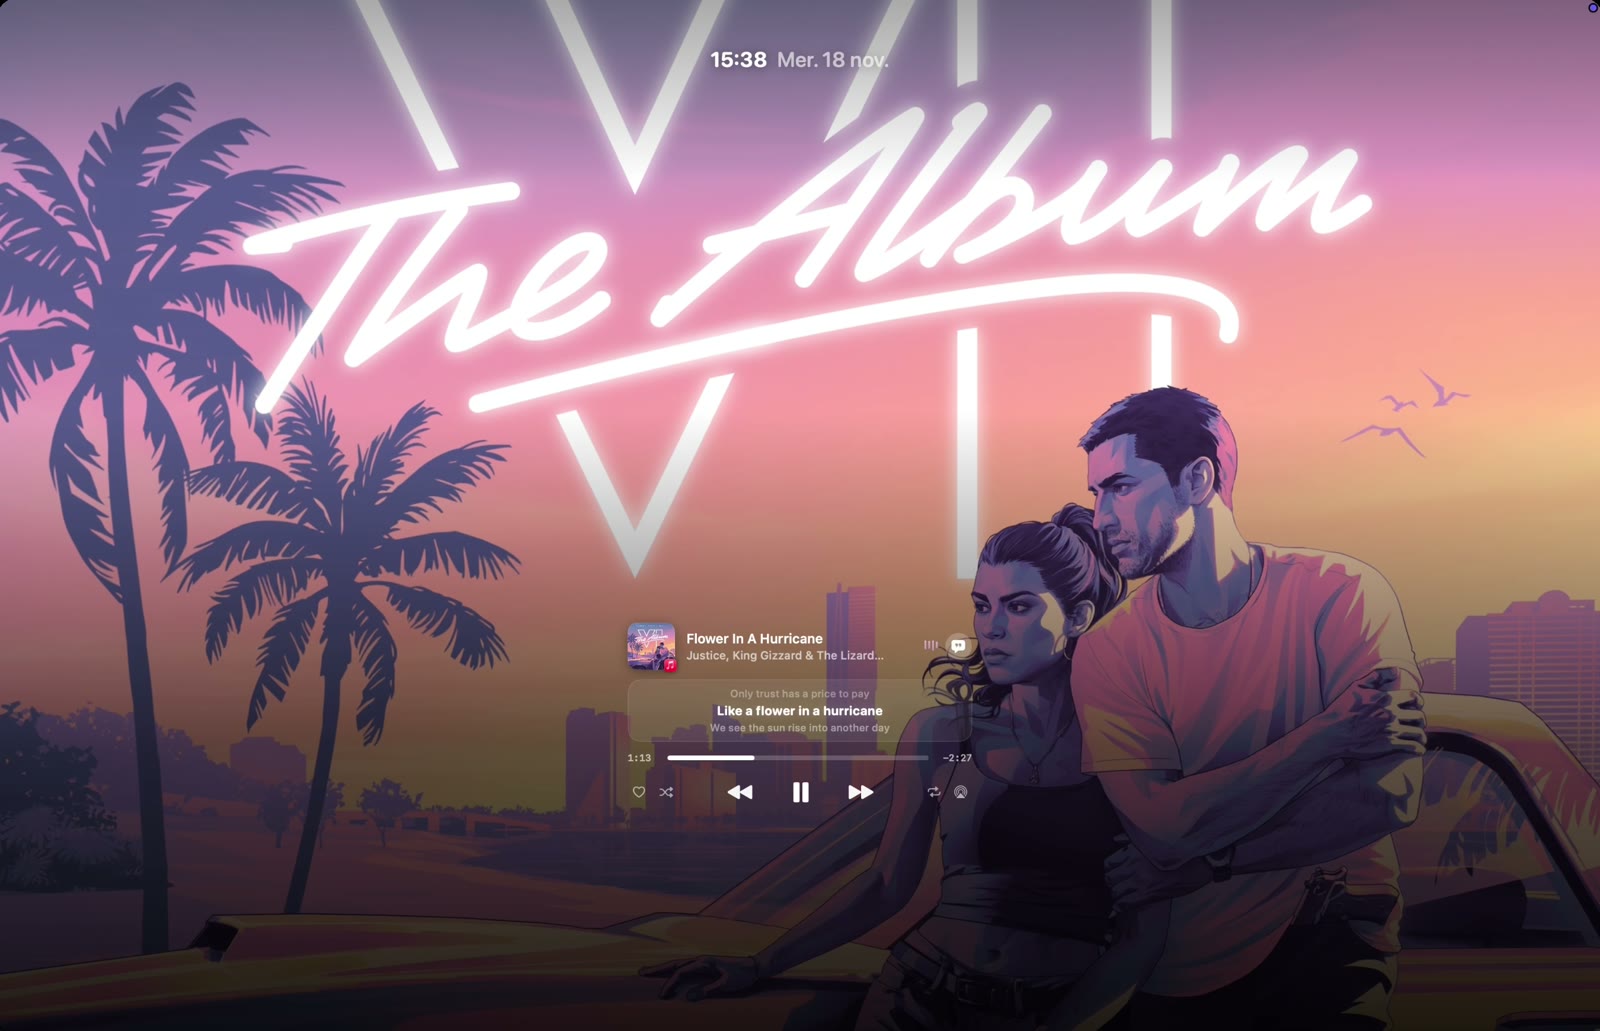 15:38 Mer. 18 nov.
VI
The Album
Flower In A Hurricane
Justice, King Gizzard & The Lizard...
Only trust has a price to pay
Like a flower in a hurricane
We see the sun rise into another day
1:13
-2:27